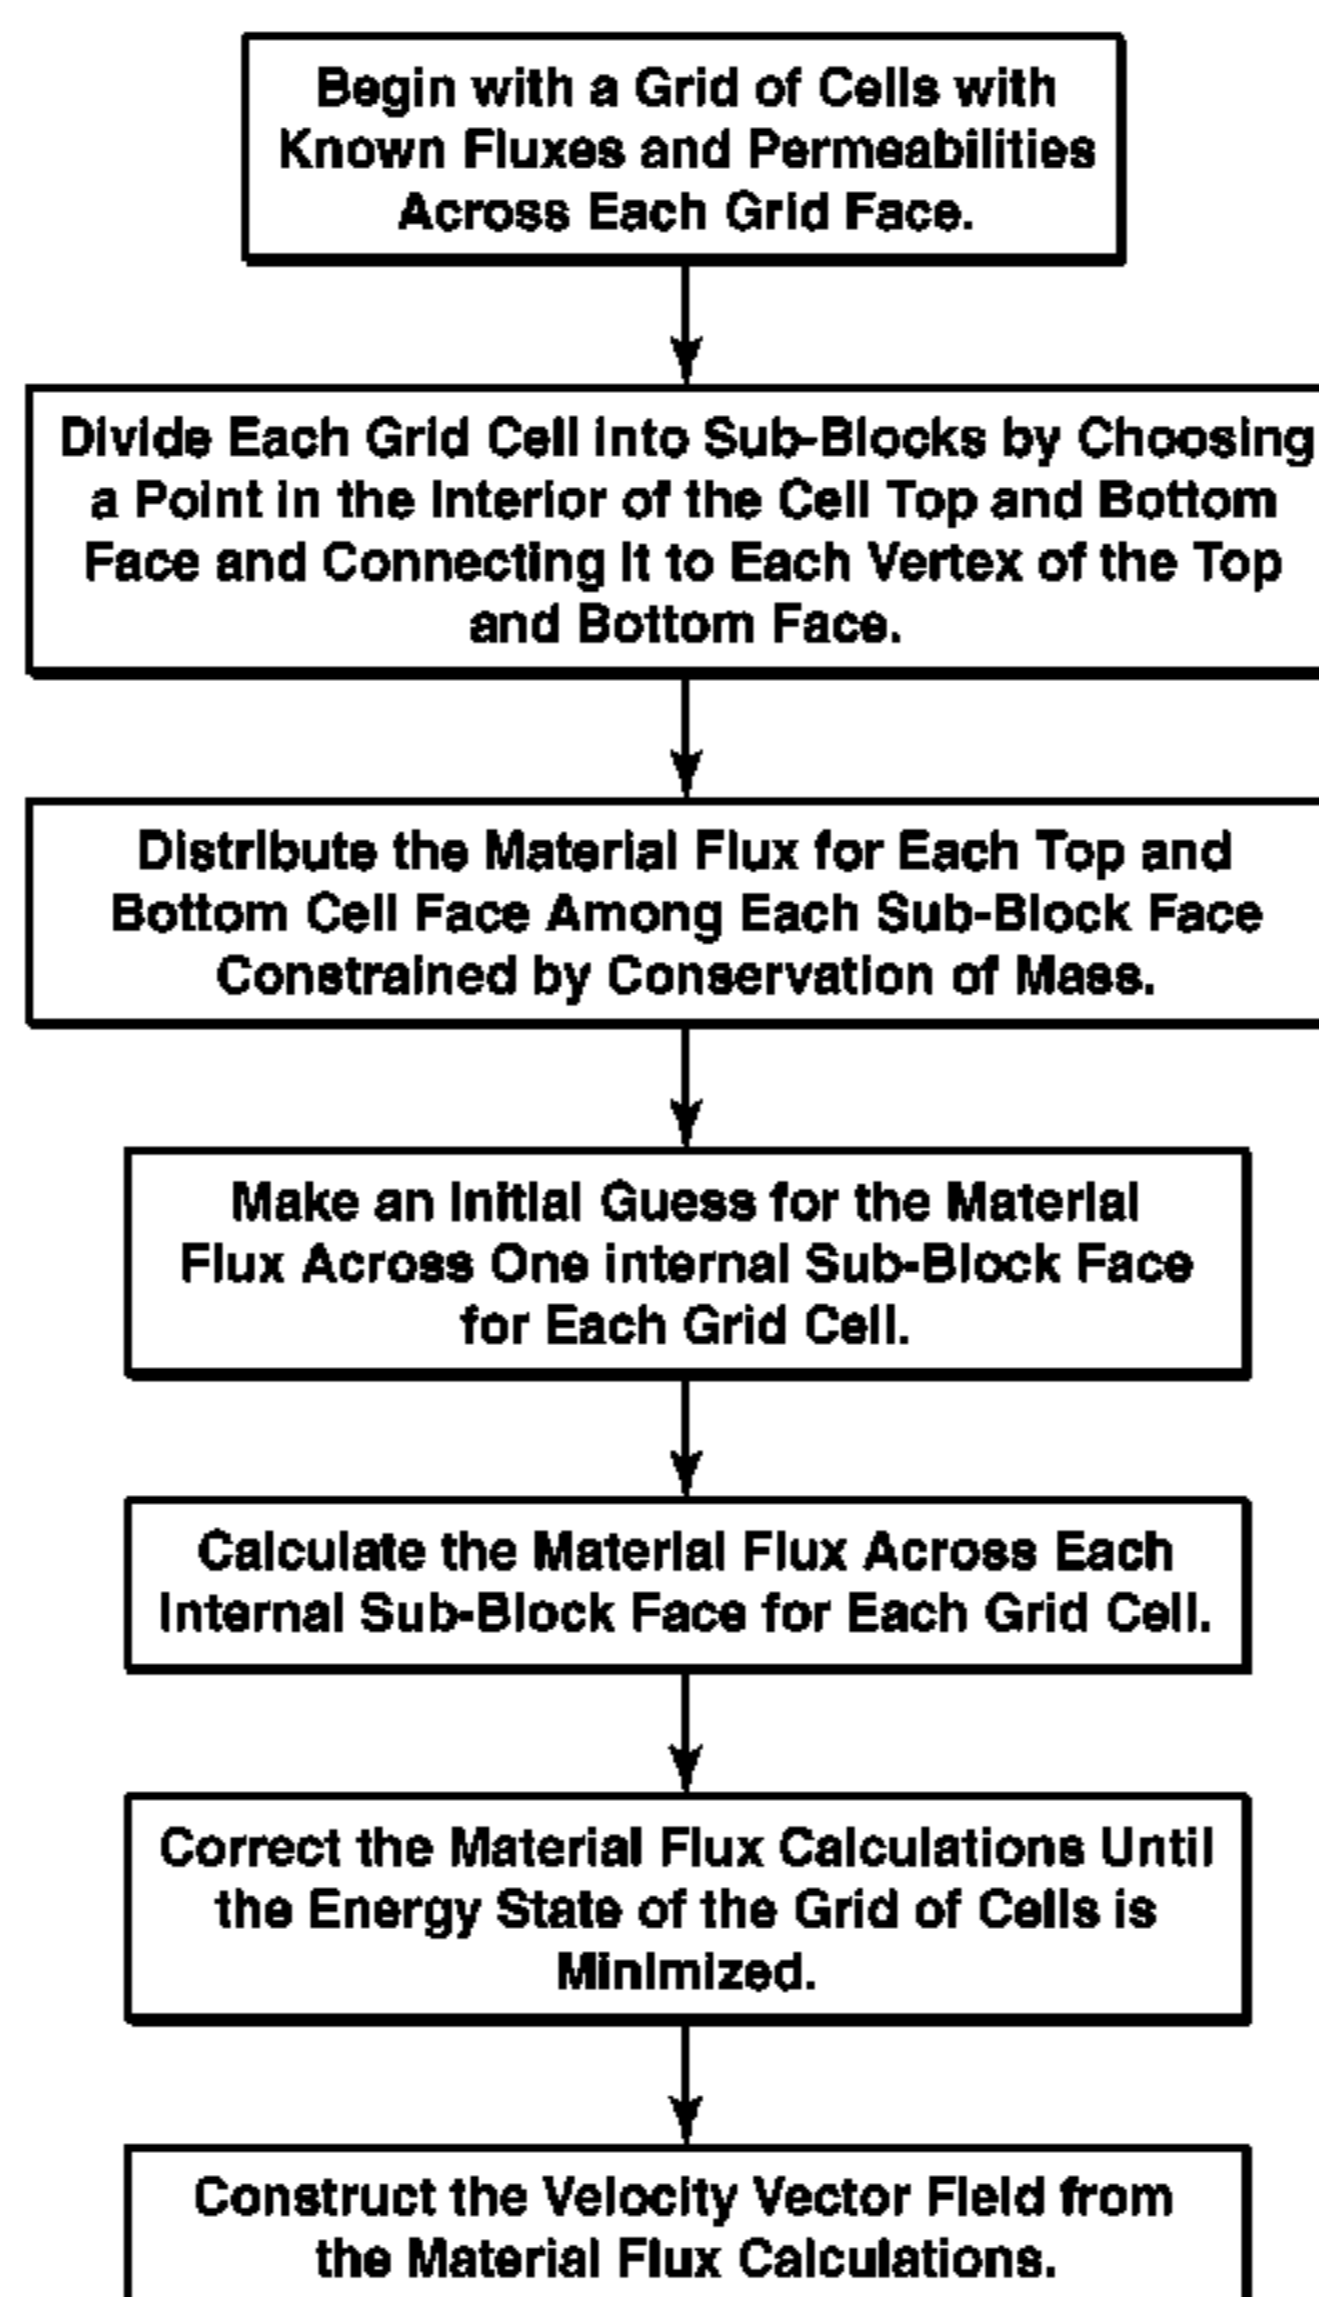 Begin with a Grid of Cells with
Known Fluxes and Permeabilities
Across Each Grid Face.
Divide Each Grid Cell into Sub-Blocks by Choosing
a Point in the Interior of the Cell Top and Bottom
Face and Connecting It to Each Vertex of the Top
and Bottom Face.
Distribute the Material Flux for Each Top and
Bottom Cell Face Among Each Sub-Block Face
Constrained by Conservation of Mass.
Make an Initial Guess for the Material
Flux Across One internal Sub-Block Face
for Each Grid Cell.
Calculate the Material Flux Across Each
Internal Sub-Block Face for Each Grid Cell.
Correct the Material Flux Calculations Until
the Energy State of the Grid of Cells is
Minimized.
Construct the Velocity Vector Field from
the Material Flux Calculations.